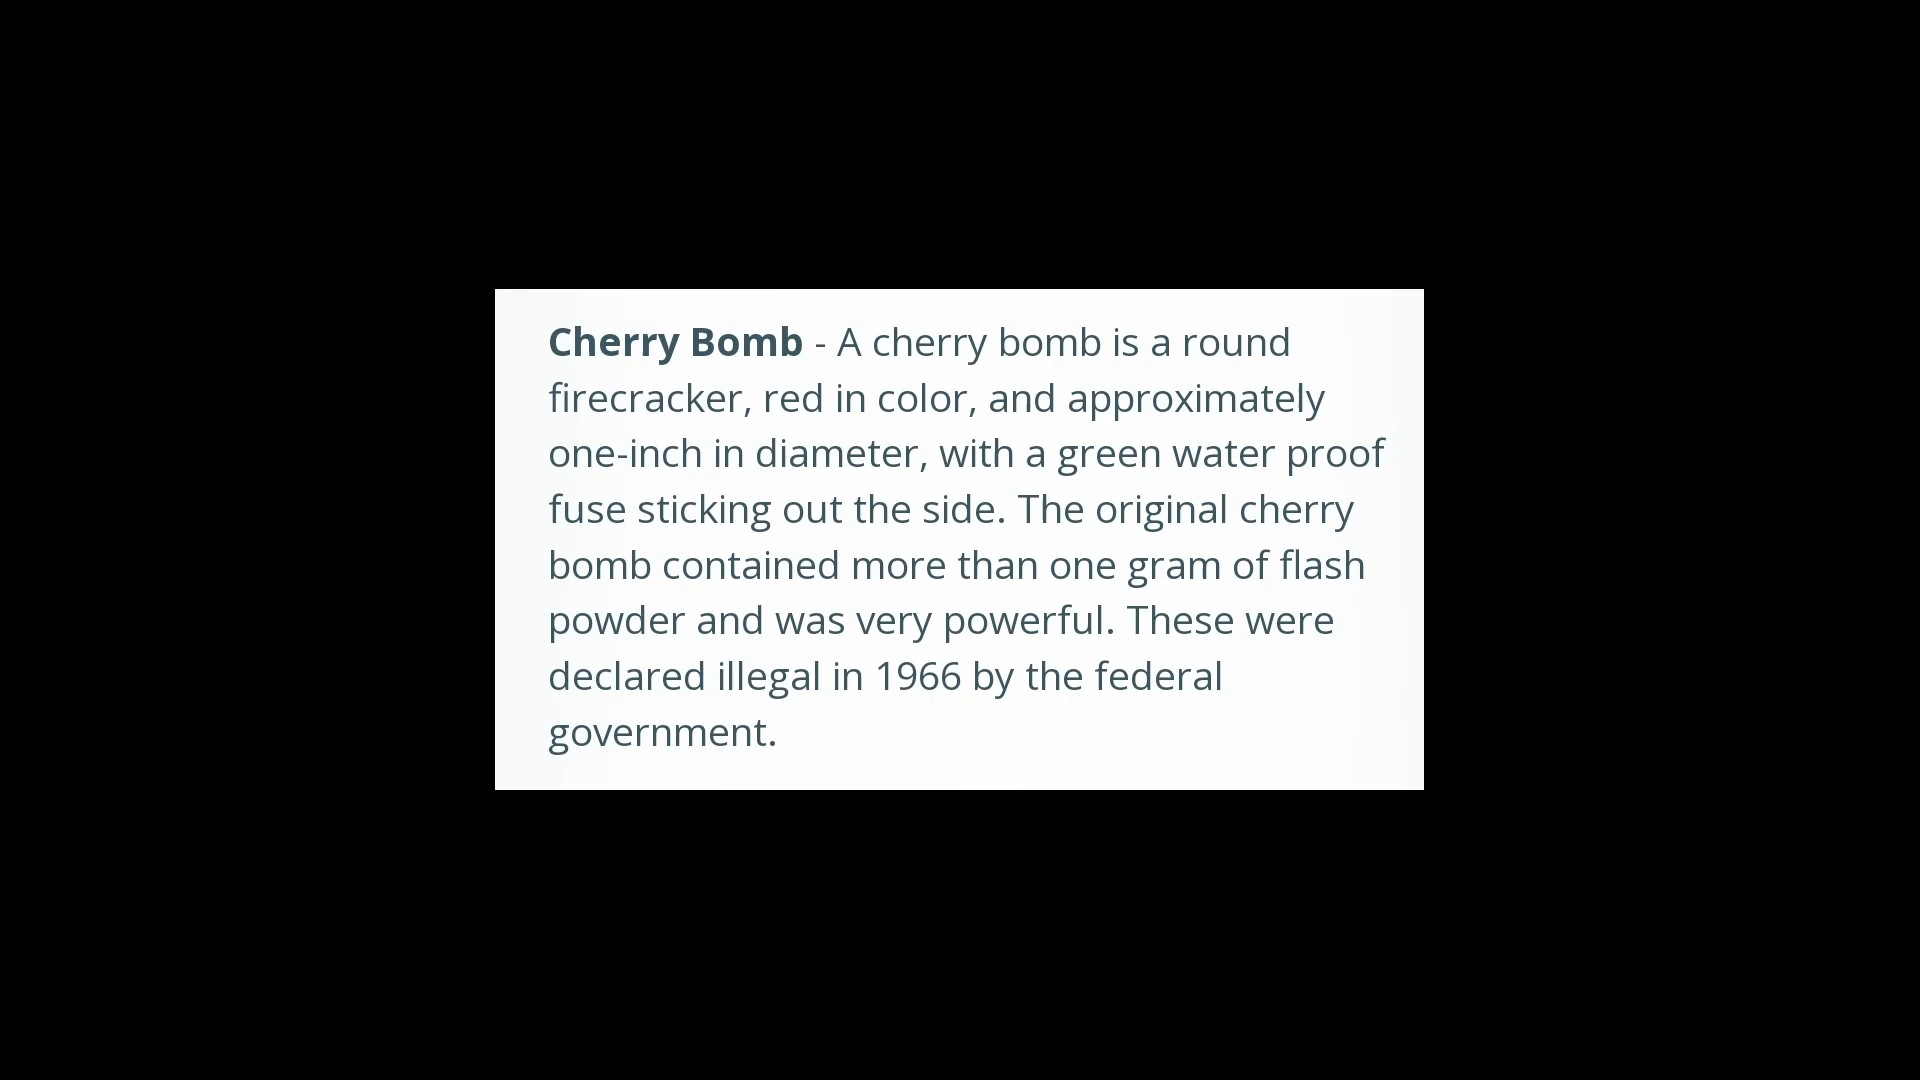 Cherry Bomb - A cherry bomb is a round
firecracker, red in color, and approximately
one-inch in diameter, with a green water proof
fuse sticking out the side. The original cherry
bomb contained more than one gram of flash
powder and was very powerful. These were
declared illegal in 1966 by the federal
government.